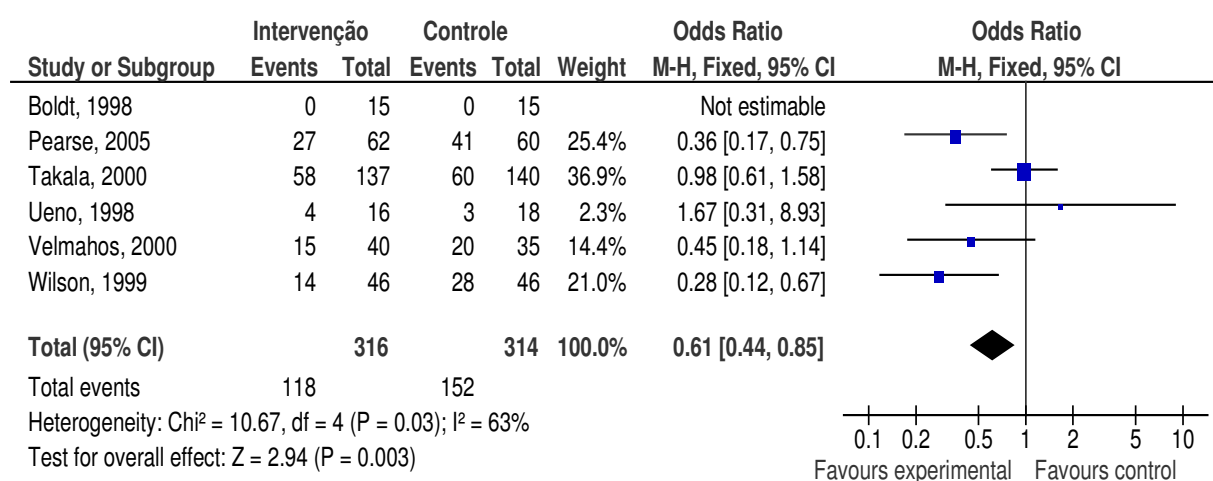 Intervenção Controle Odds Ratio Odds Ratio
Study or Subgroup Events Total Events Total Weight M-H, Fixed, 95% CI M-H, Fixed, 95% CI
Boldt, 1998 0 15 0 15 Not estimable
Pearse, 2005 27 62 41 60 25.4% 0.36 [0.17, 0.75]
Takala, 2000 58 137 60 140 36.9% 0.98 [0.61, 1.58]
Ueno, 1998 4 16 3 18 2.3% 1.67 [0.31, 8.93]
Velmahos, 2000 15 40 20 35 14.4% 0.45 [0.18, 1.14]
Wilson, 1999 14 46 28 46 21.0% 0.28 [0.12, 0.67]
Total (95% CI) 316 314 100.0% 0.61 [0.44, 0.85]
Total events 118 152
Heterogeneity: Chi² = 10.67, df = 4 (P = 0.03); I² = 63%
Test for overall effect: Z = 2.94 (P = 0.003)
0.1 0.2 0.5 1 2 5 10
Favours experimental Favours control